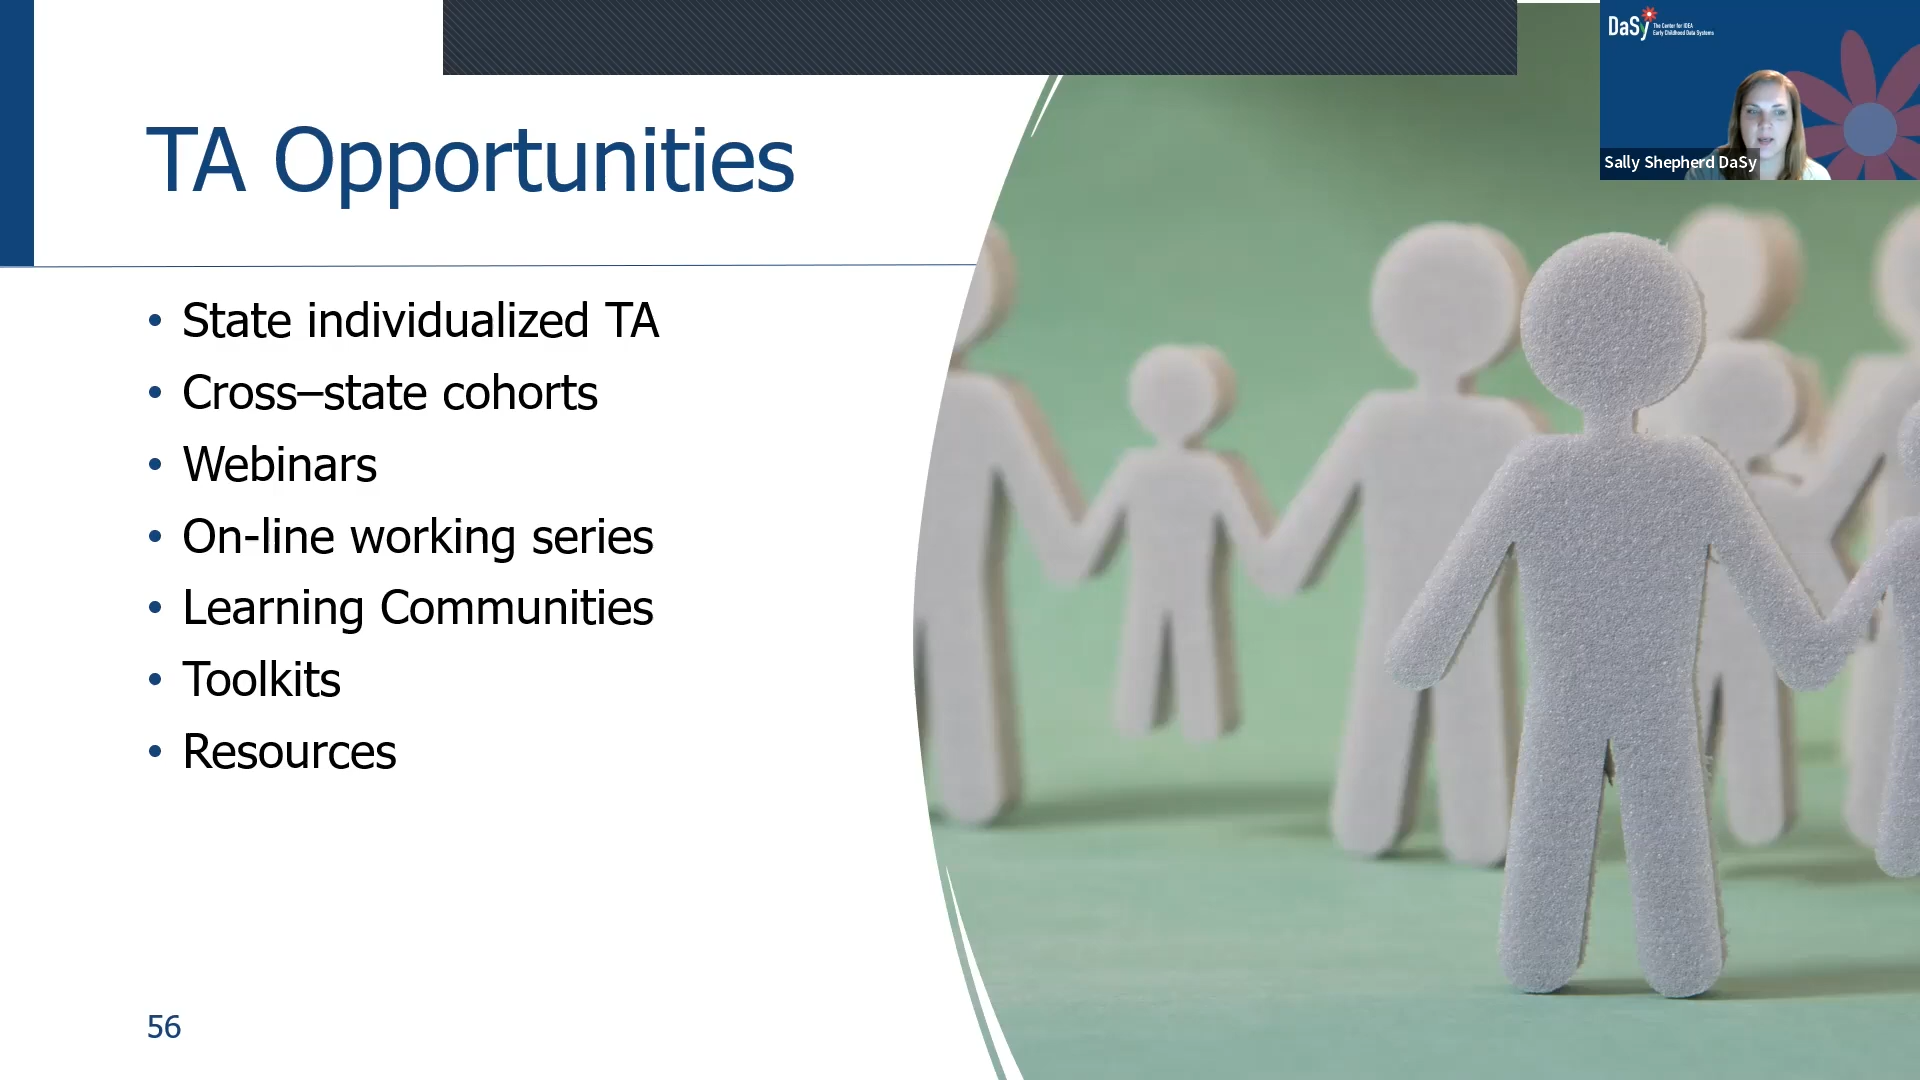 TA Opportunities
• State individualized TA
• Cross–state cohorts
• Webinars
• On-line working series
• Learning Communities
• Toolkits
• Resources
56
DaSy
The Center for IDEA
Early Childhood Data Systems
Sally Shepherd DaSy